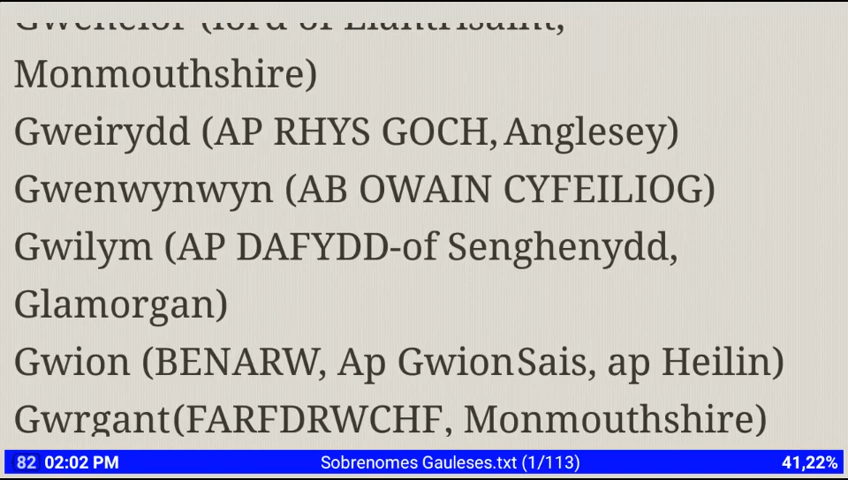 Monmouthshire)
Gweirydd (AP RHYS GOCH, Anglesey)
Gwenwynwyn (AB OWAIN CYFEILIOG)
Gwilym (AP DAFYDD-of Senghenydd,
Glamorgan)
Gwion (BENARW, Ap GwionSais, ap Heilin)
Gwrgant(FARFDRWCHF, Monmouthshire)
82 02:02 PM Sobrenomes Gauleses.txt (1/113) 41,22%